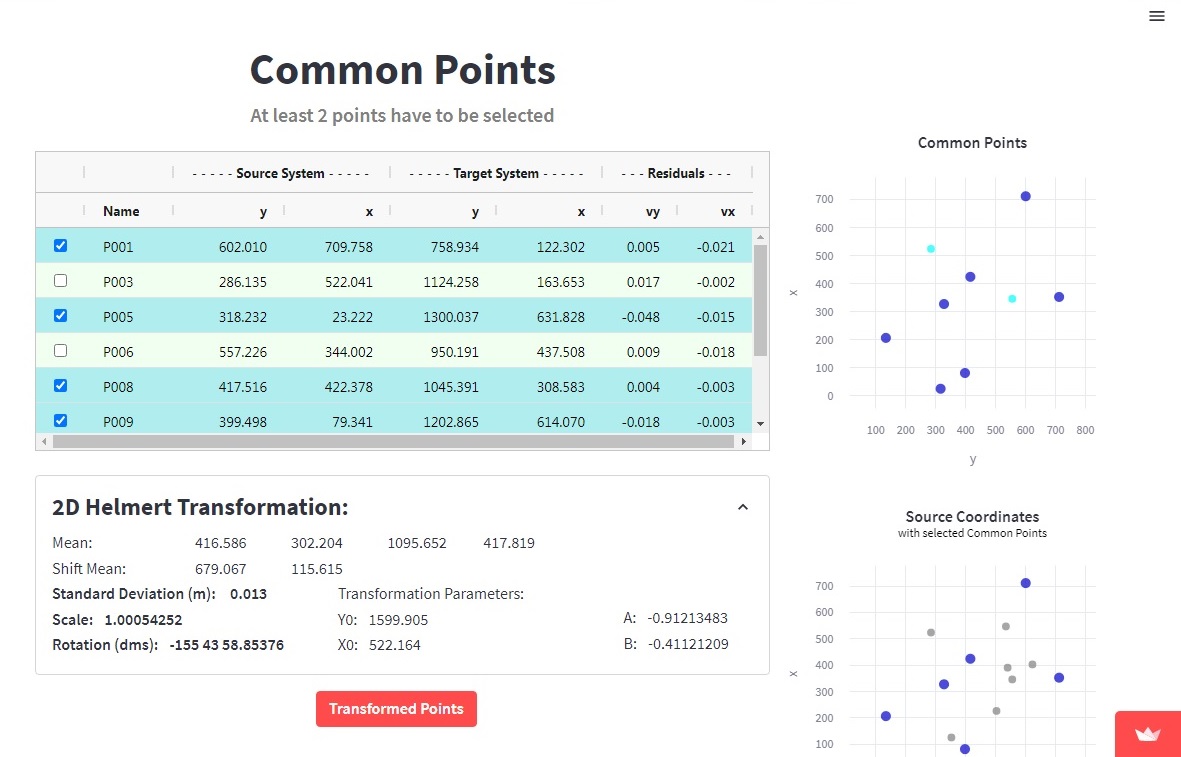 Common Points
At least 2 points have to be selected
- - - - - Source System - - - - - - - - - - Target System - - - - - - - - Residuals - - -
Name y x y x vy vx
P001 602.010 709.758 758.934 122.302 0.005 -0.021
P003 286.135 522.041 1124.258 163.653 0.017 -0.002
P005 318.232 23.222 1300.037 631.828 -0.048 -0.015
P006 557.226 344.002 950.191 437.508 0.009 -0.018
P008 417.516 422.378 1045.391 308.583 0.004 -0.003
P009 399.498 79.341 1202.865 614.070 -0.018 -0.003
2D Helmert Transformation:
Mean: 416.586 302.204 1095.652 417.819
Shift Mean: 679.067 115.615
Standard Deviation (m): 0.013 Transformation Parameters:
Scale: 1.00054252 Y0: 1599.905 A: -0.91213483
Rotation (dms): -155 43 58.85376 X0: 522.164 B: -0.41121209
Transformed Points
Common Points
700
600
500
400
x
300
200
100
0
100 200 300 400 500 600 700 800
y
Source Coordinates
with selected Common Points
700
600
500
400
x
300
200
100